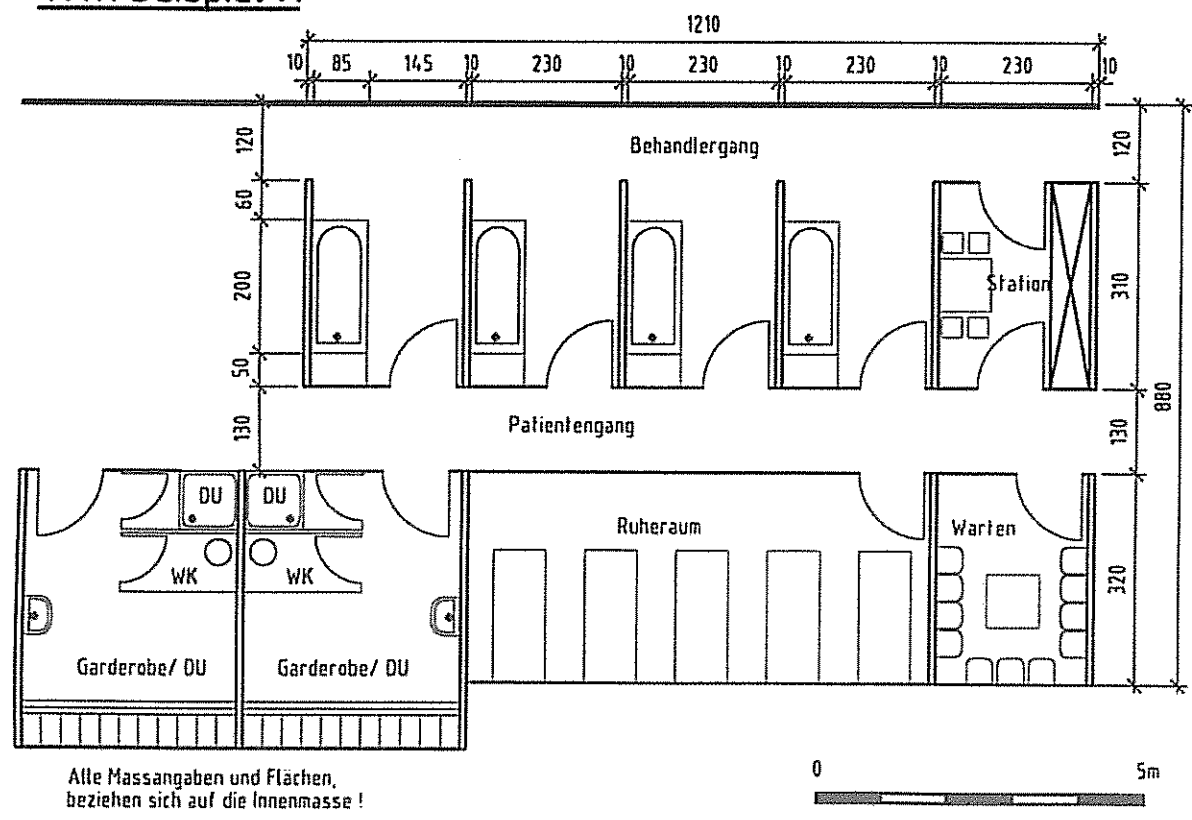 1210
10 85 145 10 230 10 230 10 230 10 230 10
120
Behandlergang
120
60
200
Station
310
50
880
130
Patientengang
130
DU DU
Ruheraum
Warten
WK WK
320
Garderobe/ DU Garderobe/ DU
Alle Massangaben und Flächen,
beziehen sich auf die Innenmasse !
0 5m